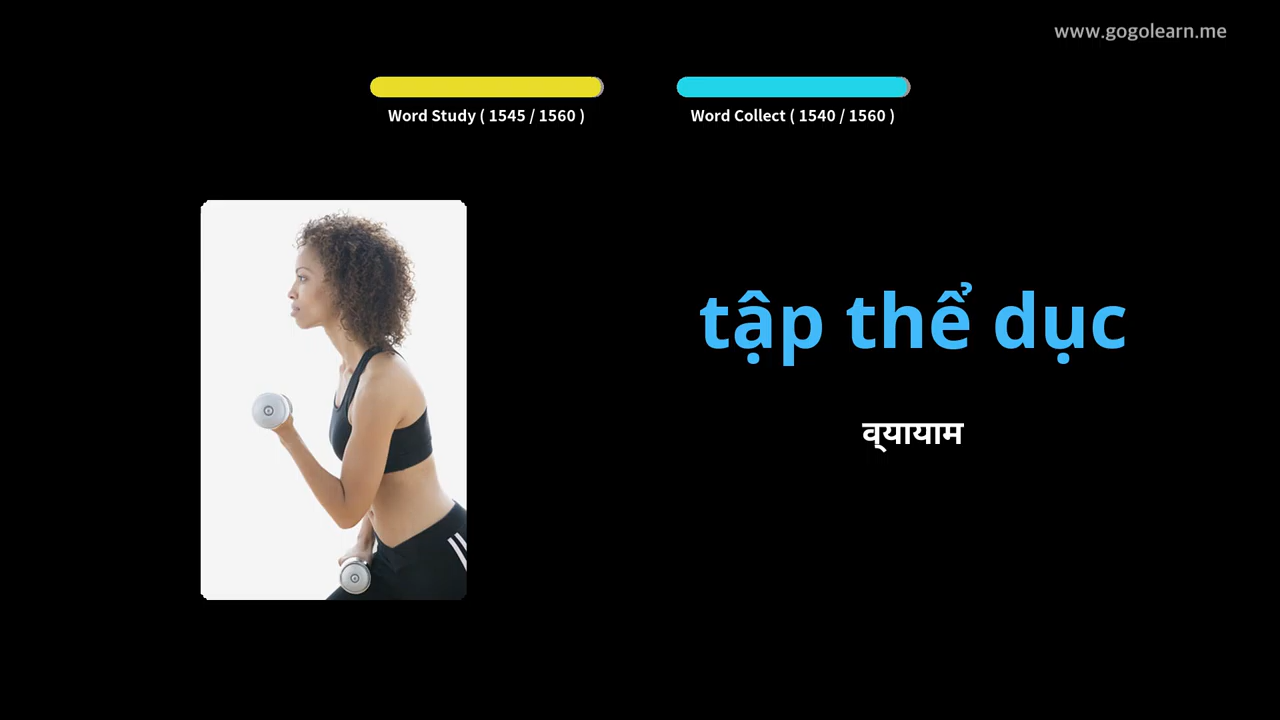 www.gogolearn.me
Word Study ( 1545 / 1560 )
Word Collect ( 1540 / 1560 )
tập thể dục
व्यायाम